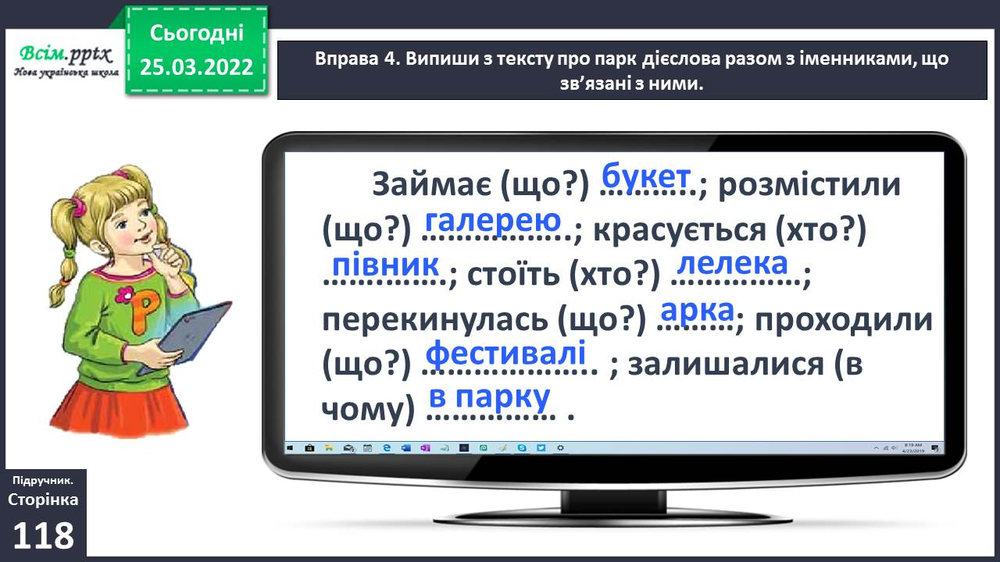 Сьогодні
25.03.2022
Всім.pptx
Нова українська школа
Вправа 4. Випиши з тексту про парк дієслова разом з іменниками, що
зв’язані з ними.
Займає (що?) букет...........; розмістили
(що?) галерею.................; красується (хто?)
півник..............; стоїть (хто?) лелека...............;
перекинулась (що?) арка.........; проходили
(що?) фестивалі.................... ; залишалися (в
чому) в парку............... .
8:19 AM
4/23/2019
Підручник.
Сторінка
118
P